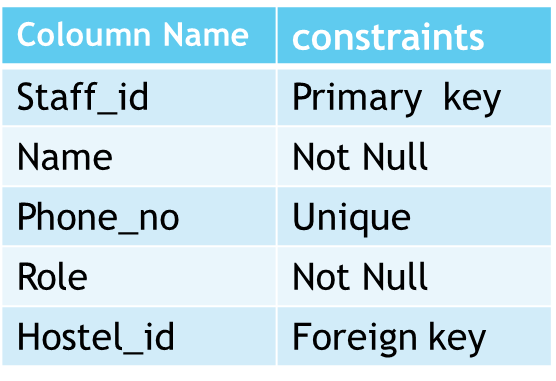 Coloumn Name constraints
Staff_id Primary key
Name Not Null
Phone_no Unique
Role Not Null
Hostel_id Foreign key